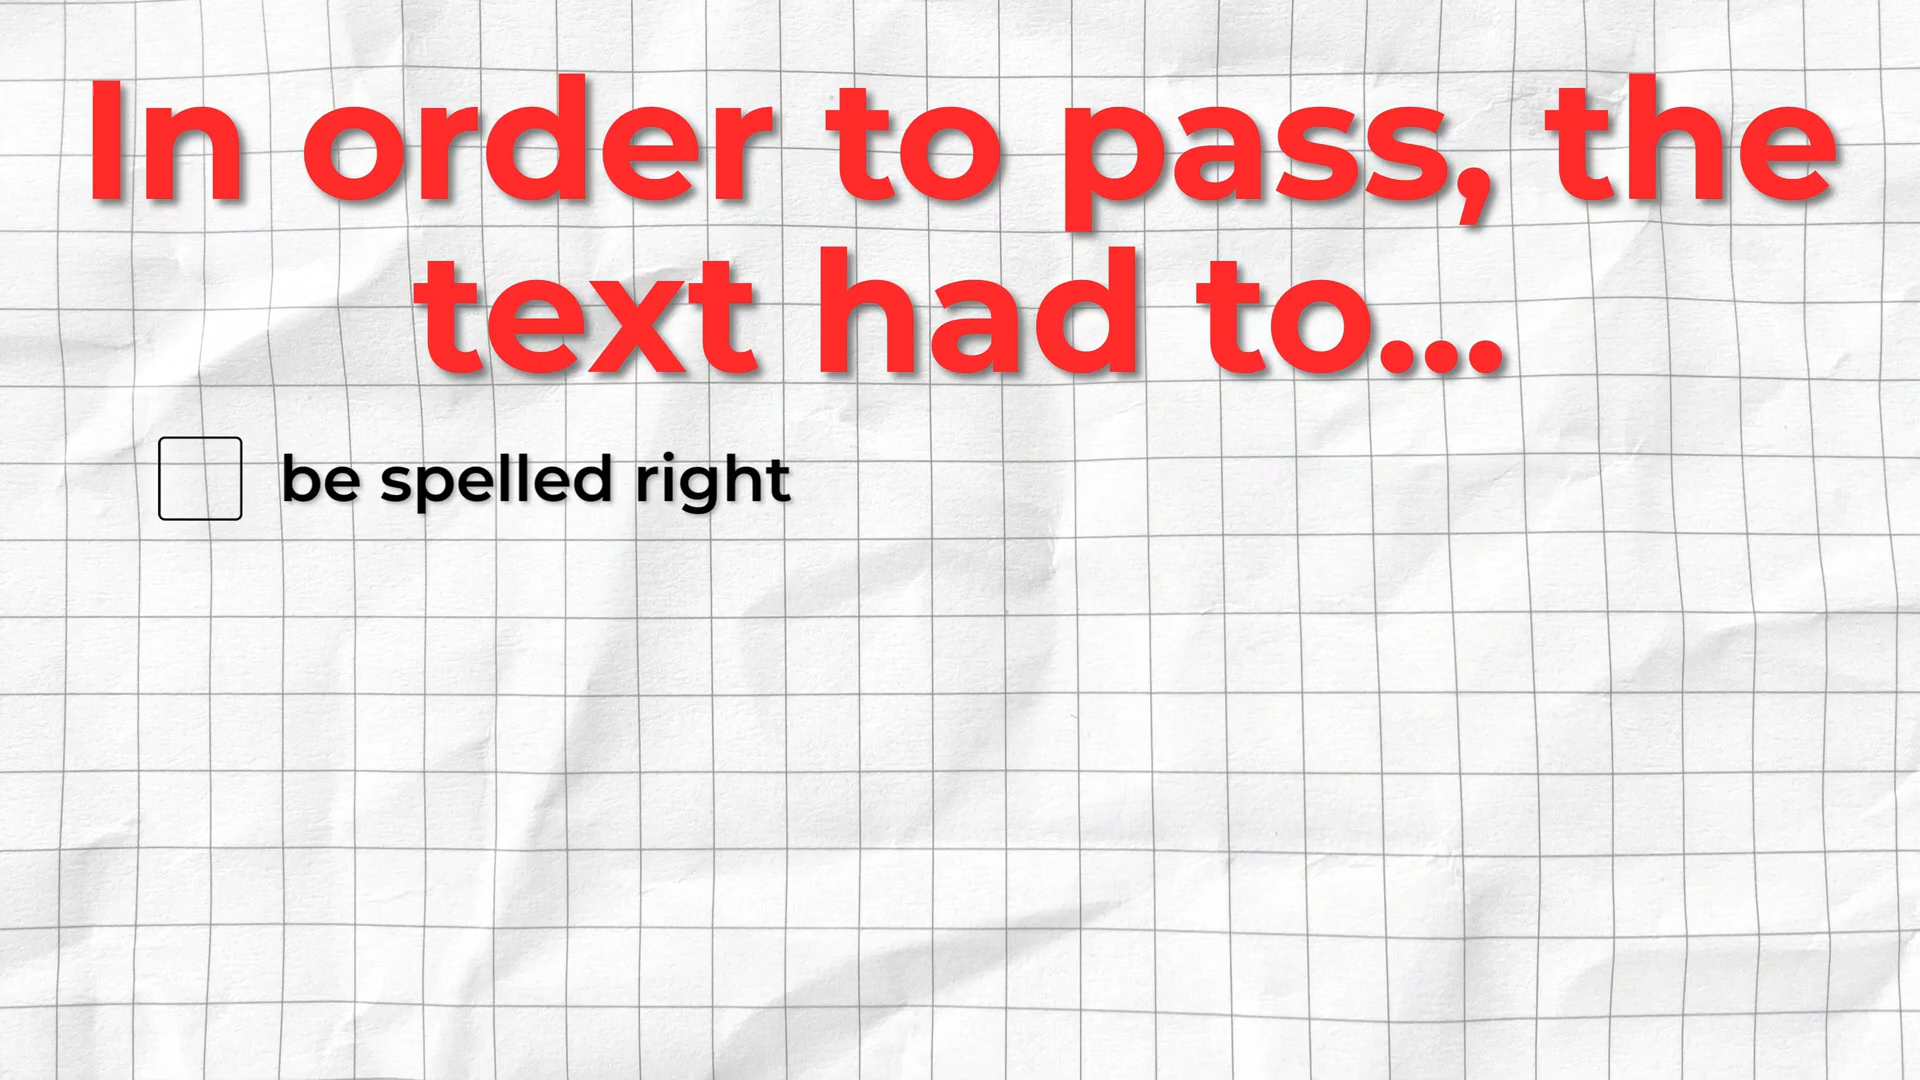 In order to pass, the
text had to...
be spelled right